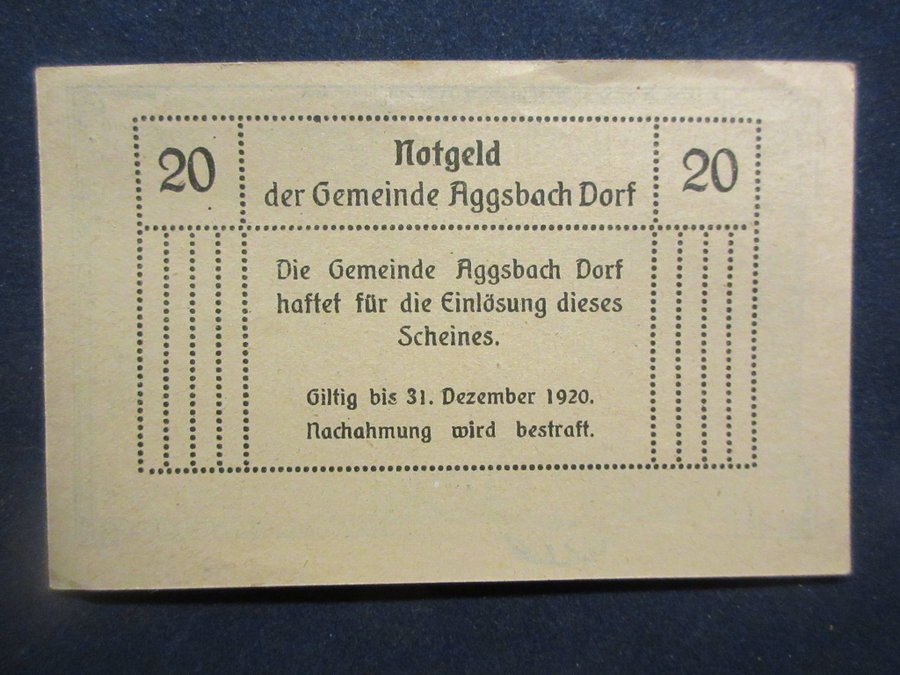 20
Notgeld
der Gemeinde Aggsbach Dorf
20
Die Gemeinde Aggsbach Dorf
haftet für die Einlösung dieses
Scheines.
Giltig bis 31. Dezember 1920.
Nachahmung wird bestraft.